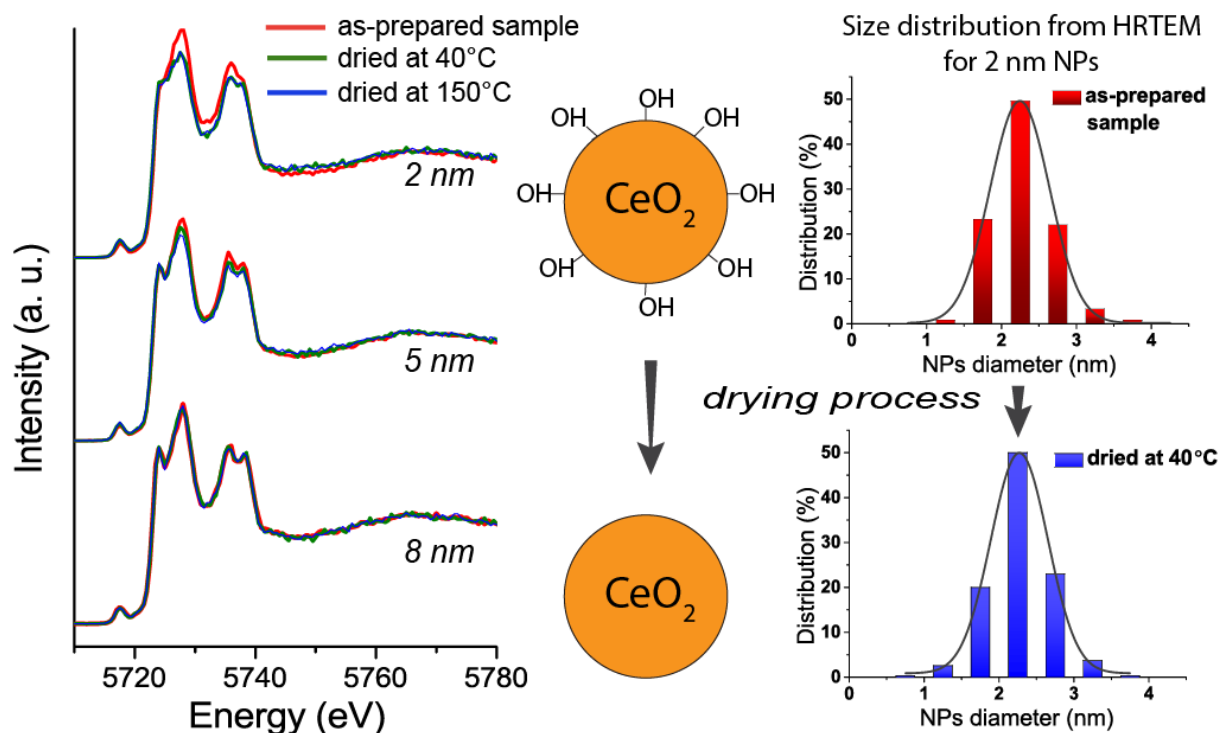 as-prepared sample
dried at 40°C
dried at 150°C
2 nm
5 nm
8 nm
Intensity (a. u.)
5720
5740
5760
5780
Energy (eV)
OH
OH
OH
OH
OH
OH
OH
OH
CeO₂
drying process
CeO₂
Size distribution from HRTEM
for 2 nm NPs
as-prepared
sample
Distribution (%)
50
40
30
20
10
0
0
1
2
3
4
NPs diameter (nm)
dried at 40°C
Distribution (%)
50
40
30
20
10
0
0
1
2
3
4
NPs diameter (nm)